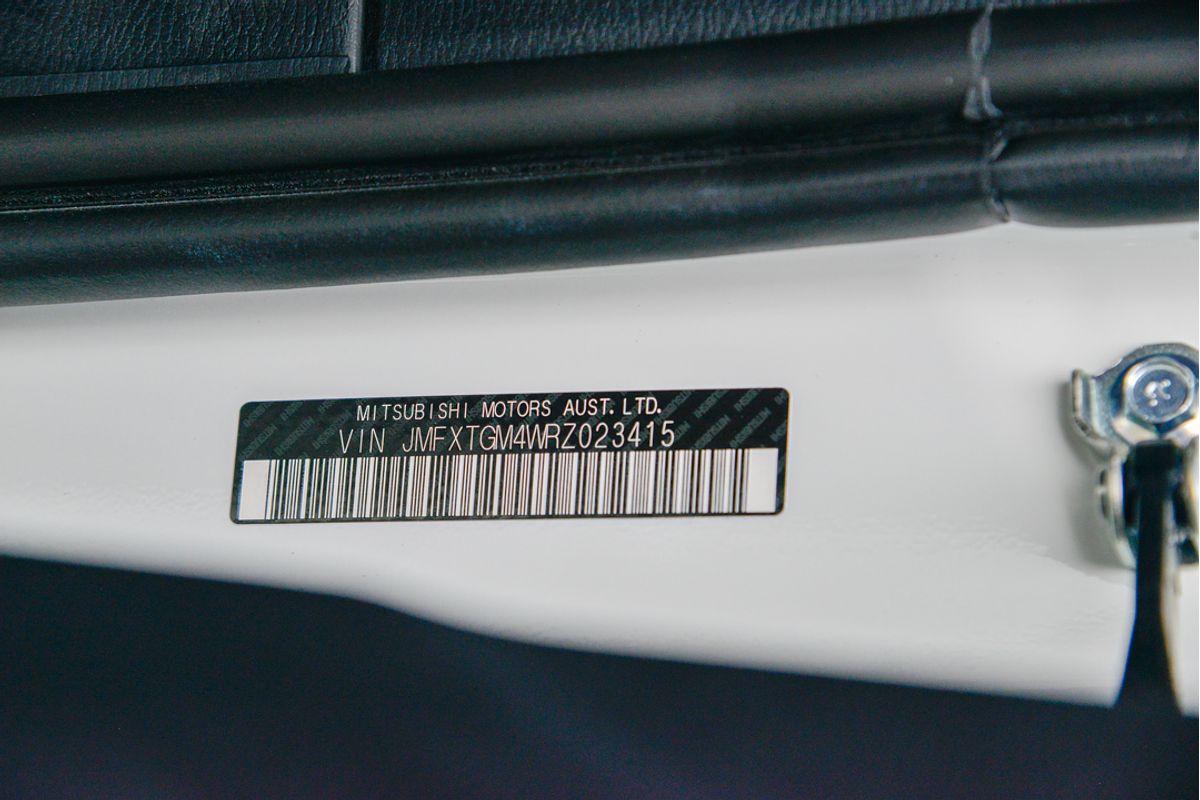 MITSUBISHI MOTORS AUST. LTD.
VIN JMFXTGM4WRZ023415